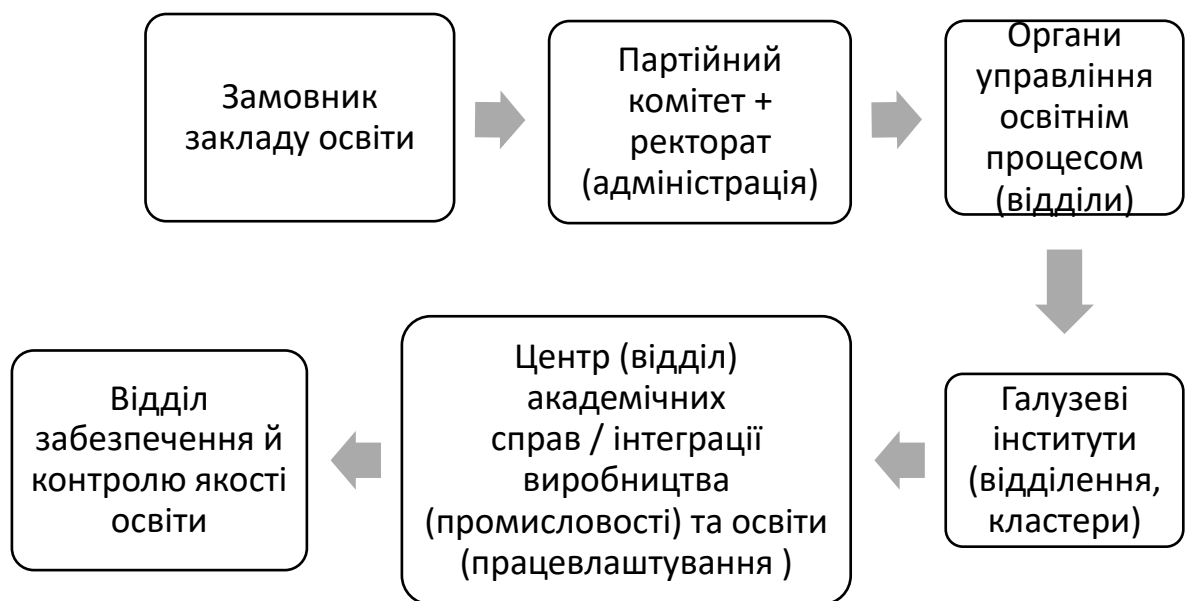 Замовник
закладу освіти
Партійний
комітет +
ректорат
(адміністрація)
Органи
управління
освітнім
процесом
(відділи)
Галузеві
інститути
(відділення,
кластери)
Центр (відділ)
академічних
справ / інтеграції
виробництва
(промисловості) та освіти
(працевлаштування )
Відділ
забезпечення й
контролю якості
освіти